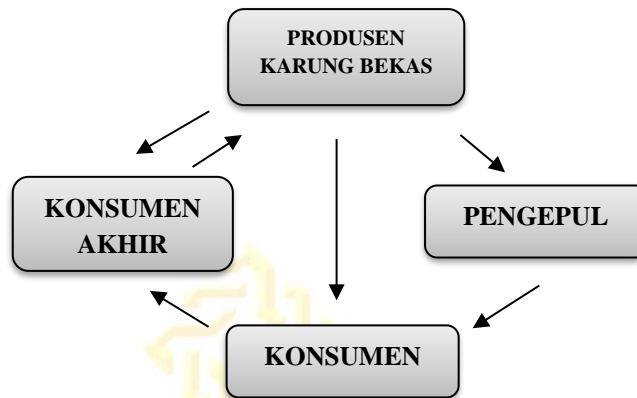 PRODUSEN
KARUNG BEKAS
KONSUMEN
AKHIR
PENGEPUL
KONSUMEN